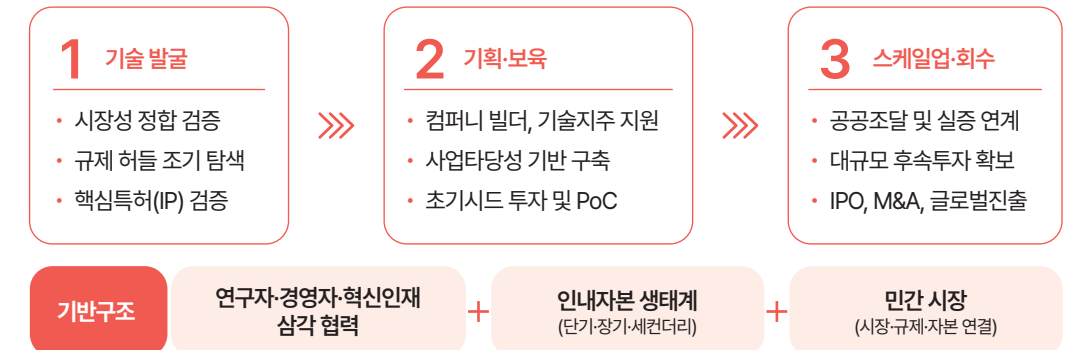 1 기술 발굴
• 시장성 정합 검증
• 규제 허들 조기 탐색
• 핵심특허(IP) 검증
2 기획·보육
• 컴퍼니 빌더, 기술지주 지원
• 사업타당성 기반 구축
• 초기시드 투자 및 PoC
3 스케일업·회수
• 공공조달 및 실증 연계
• 대규모 후속투자 확보
• IPO, M&A, 글로벌진출
기반구조
연구자·경영자·혁신인재
삼각 협력
+
인내자본 생태계
(단기·장기·세컨더리)
+
민간 시장
(시장·규제·자본 연결)